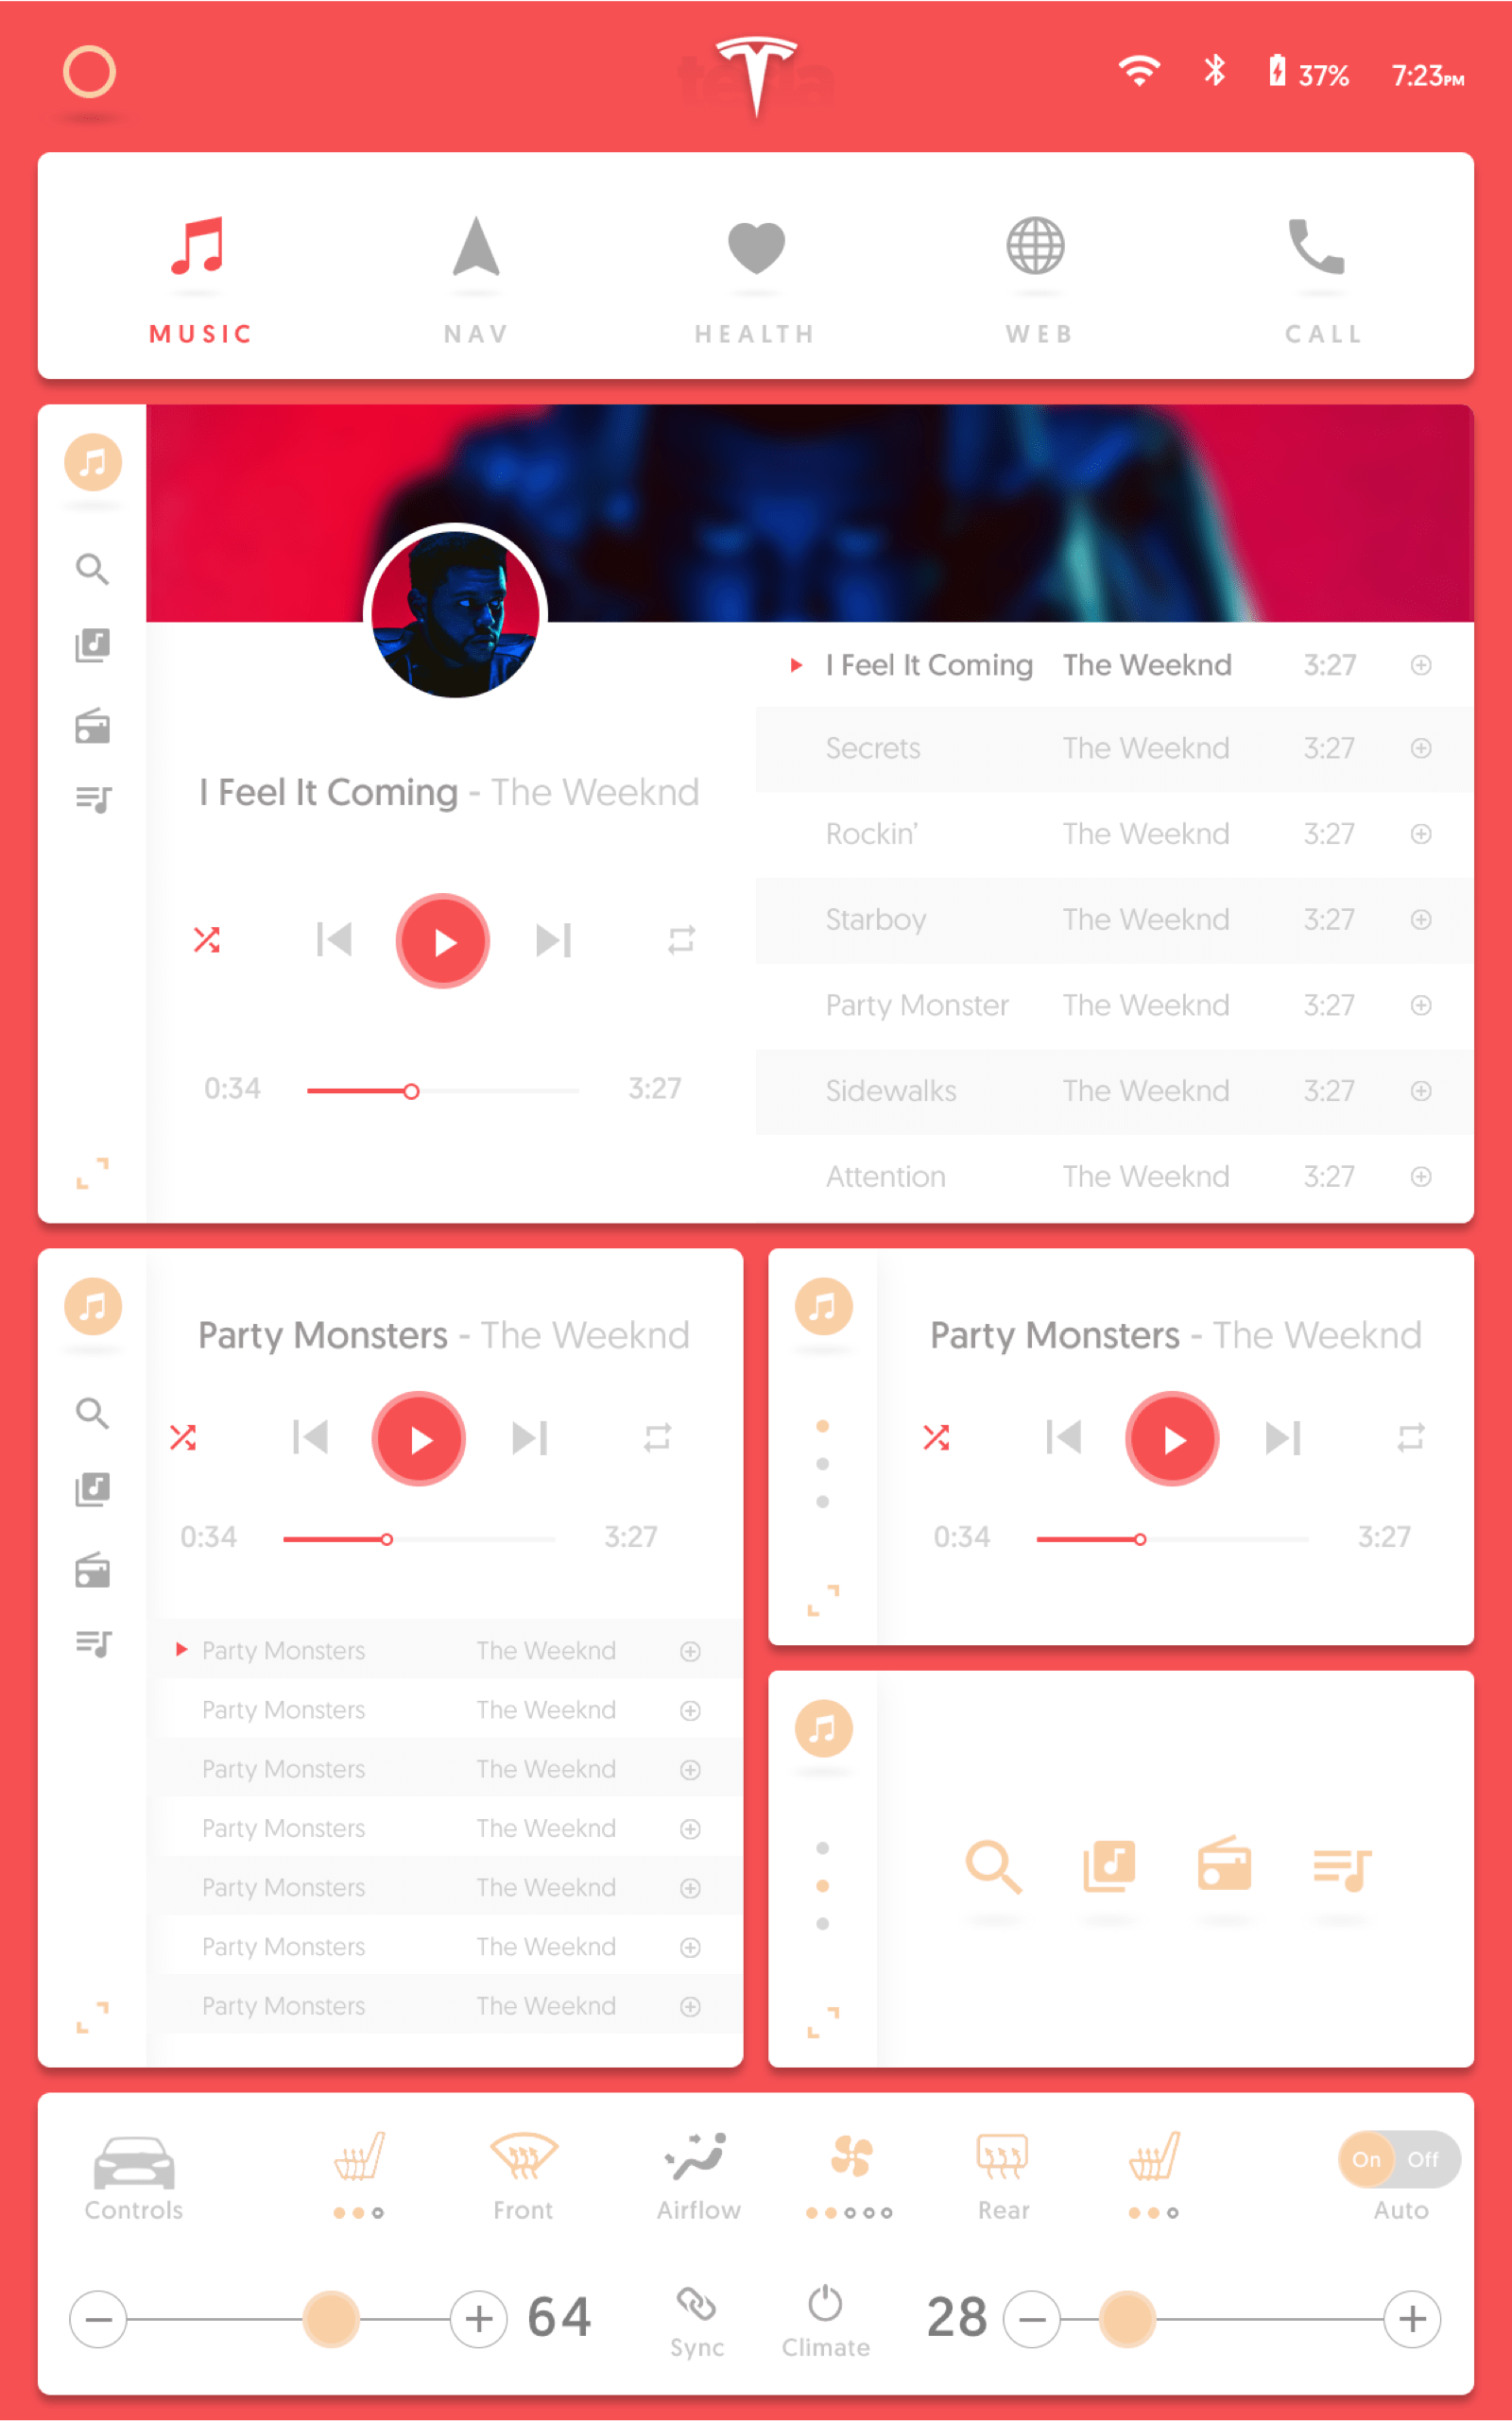 tesla
37% 7:23PM
MUSIC NAV HEALTH WEB CALL
I Feel It Coming The Weeknd 3:27
Secrets The Weeknd 3:27
Rockin’ The Weeknd 3:27
Starboy The Weeknd 3:27
Party Monster The Weeknd 3:27
Sidewalks The Weeknd 3:27
Attention The Weeknd 3:27
I Feel It Coming - The Weeknd
0:34 3:27
Party Monsters - The Weeknd
0:34 3:27
Party Monsters The Weeknd
Party Monsters The Weeknd
Party Monsters The Weeknd
Party Monsters The Weeknd
Party Monsters The Weeknd
Party Monsters The Weeknd
Party Monsters The Weeknd
Party Monsters - The Weeknd
0:34 3:27
On Off
Controls Front Airflow Rear Auto
64 28
Sync Climate